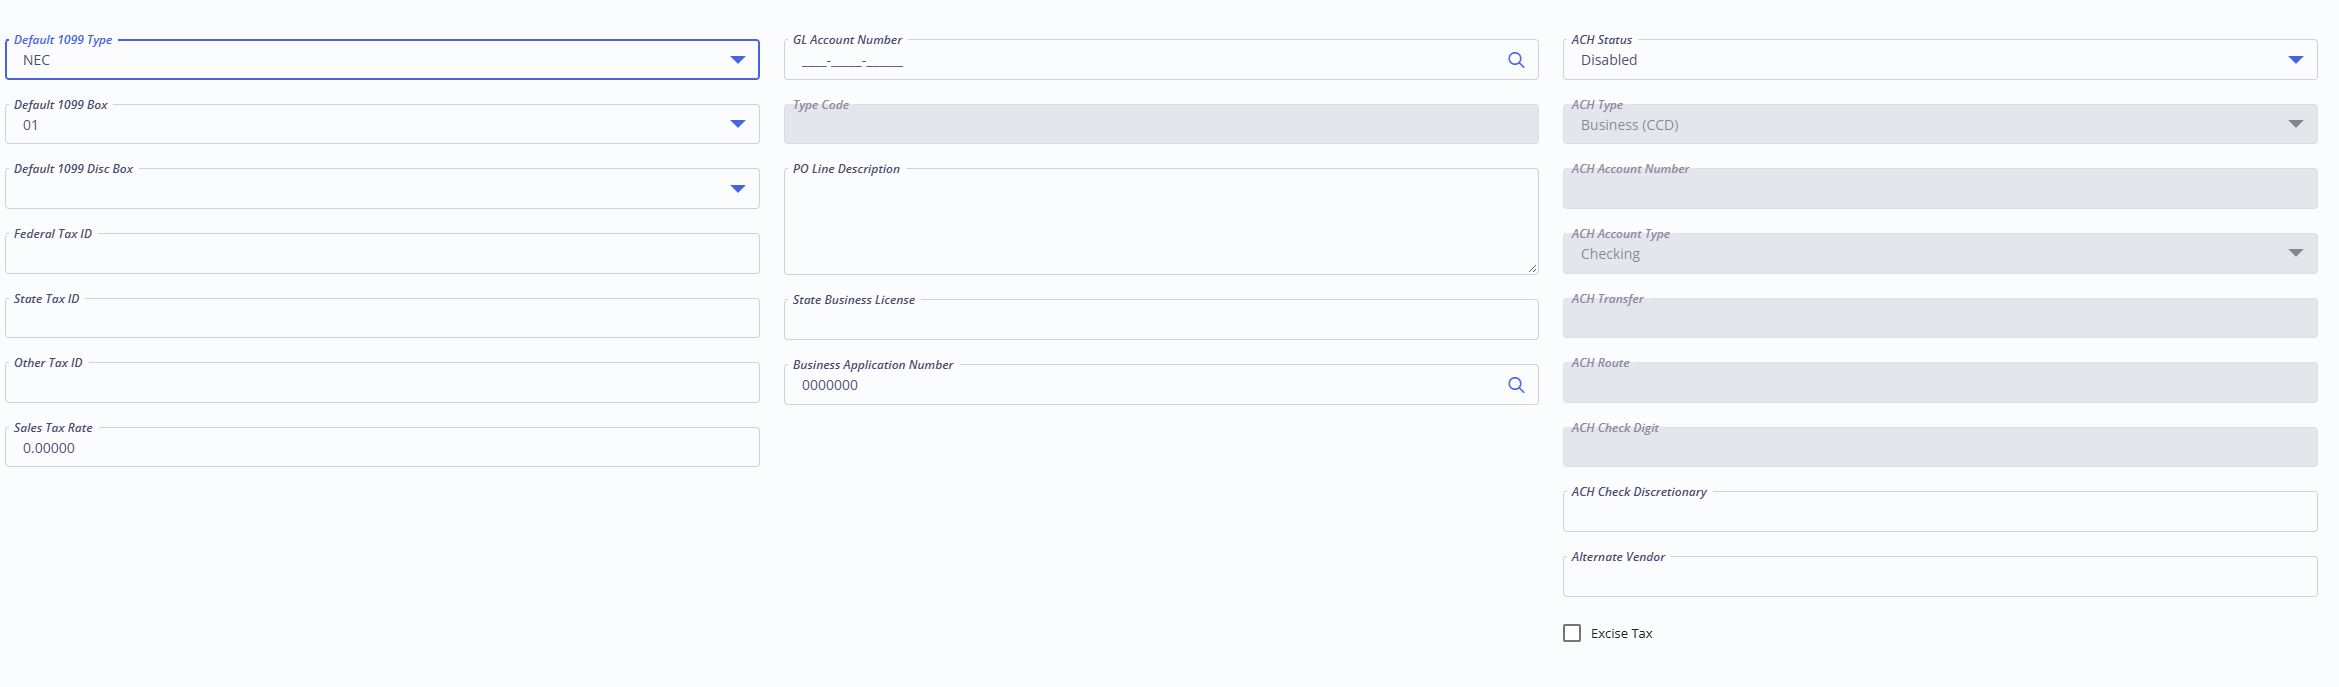 Default 1099 Type
NEC
Default 1099 Box
01
Default 1099 Disc Box
Federal Tax ID
State Tax ID
Other Tax ID
Sales Tax Rate
0.00000
GL Account Number
____-_____-______
Type Code
PO Line Description
State Business License
Business Application Number
0000000
ACH Status
Disabled
ACH Type
Business (CCD)
ACH Account Number
ACH Account Type
Checking
ACH Transfer
ACH Route
ACH Check Digit
ACH Check Discretionary
Alternate Vendor
Excise Tax